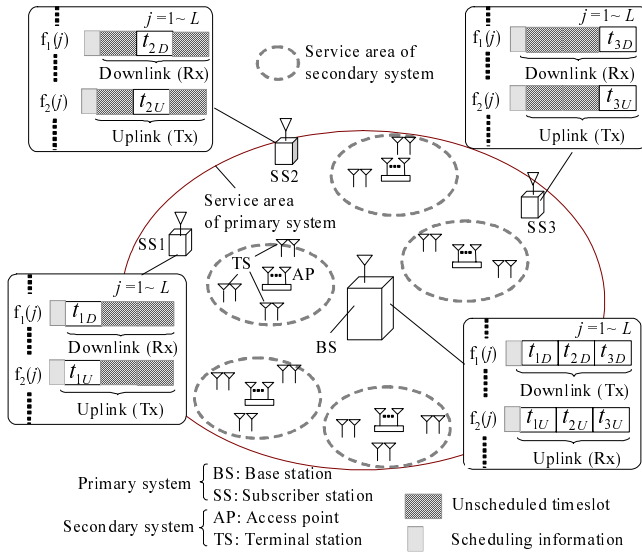 j = 1~ L
f1(j)
t2D
Downlink (Rx)
f2(j)
t2U
Uplink (Tx)
Service area of
secondary system
j = 1~ L
f1(j)
t3D
Downlink (Rx)
f2(j)
t3U
Uplink (Tx)
SS2
SS3
Service area
of primary system
SS1
TS
AP
BS
j = 1~ L
f1(j)
t1D
Downlink (Rx)
f2(j)
t1U
Uplink (Tx)
j = 1~ L
f1(j)
t1D t2D t3D
Downlink (Tx)
f2(j)
t1U t2U t3U
Uplink (Rx)
Primary system
BS: Base station
SS: Subscriber station
Secondary system
AP: Access point
TS: Terminal station
Unscheduled timeslot
Scheduling information